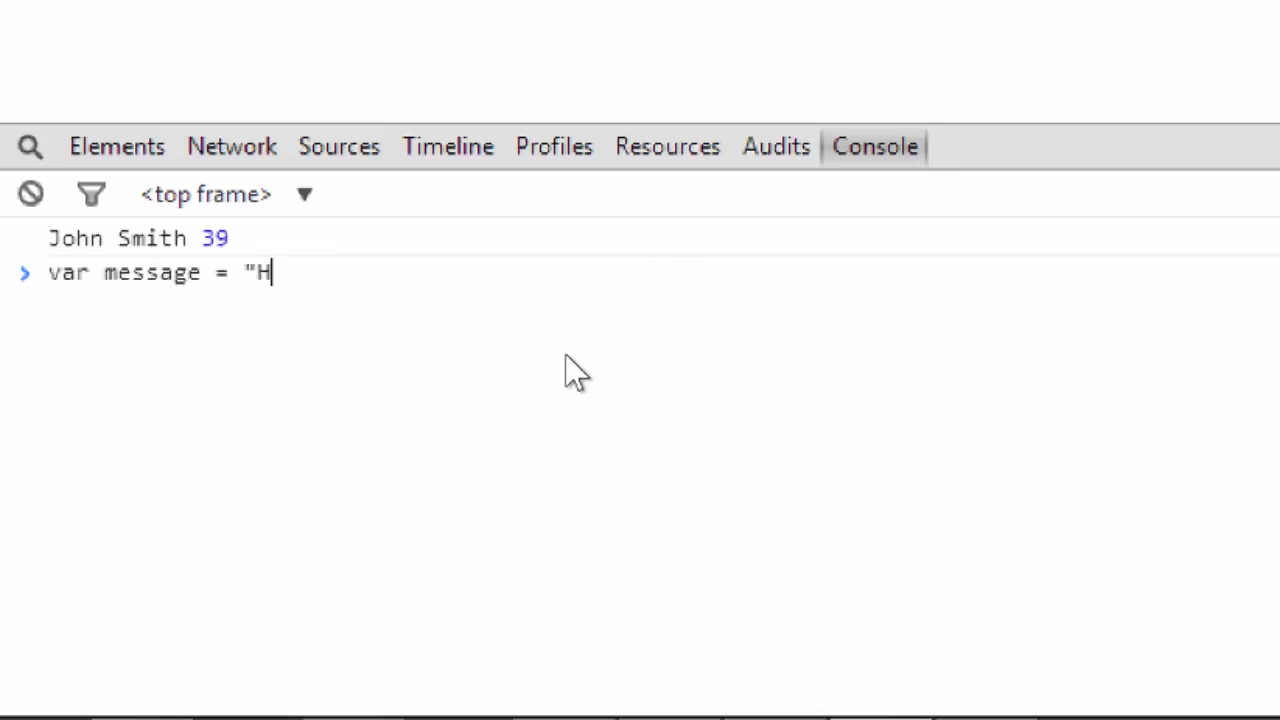 Elements Network Sources Timeline Profiles Resources Audits Console
<top frame> ▼
John Smith 39
> var message = "H